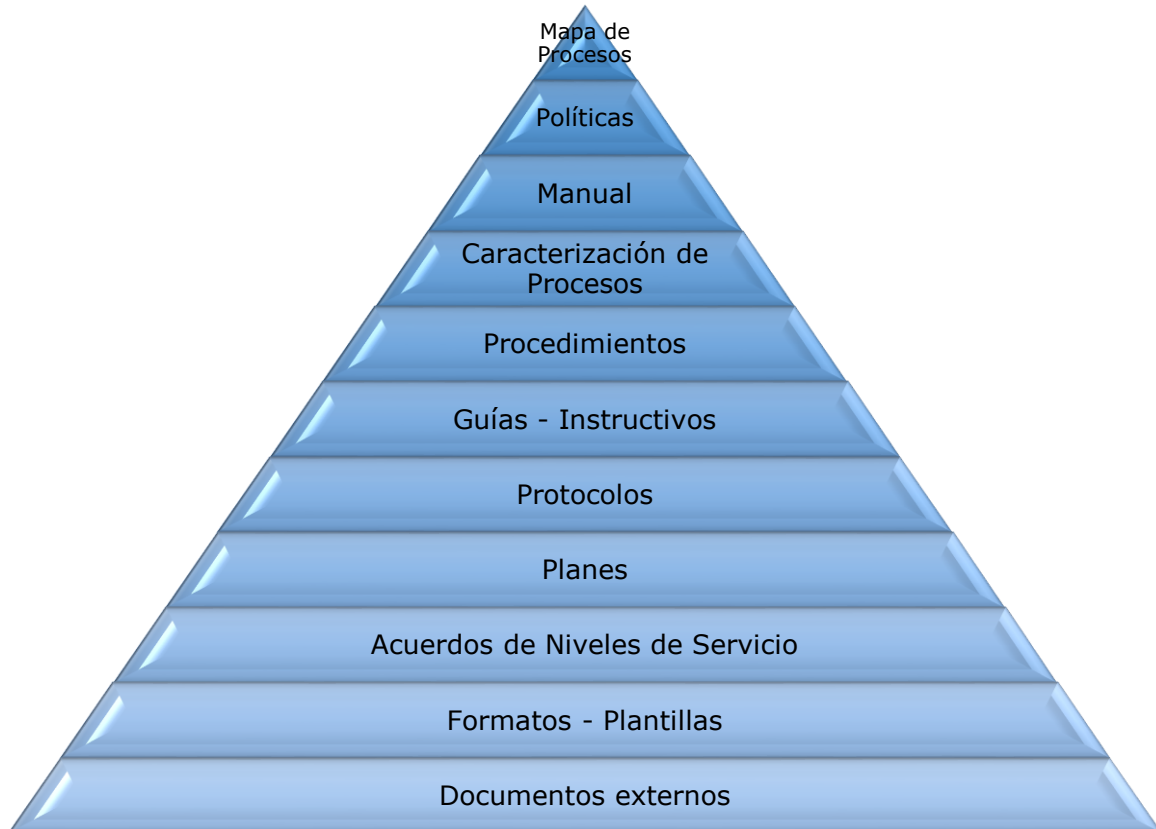 Mapa de
Procesos
Políticas
Manual
Caracterización de
Procesos
Procedimientos
Guías - Instructivos
Protocolos
Planes
Acuerdos de Niveles de Servicio
Formatos - Plantillas
Documentos externos